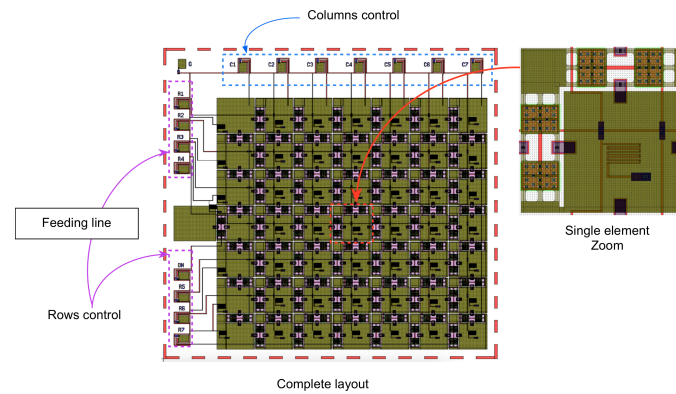 Columns control
G
C1 C2 C3 C4 C5 C6 C7
R1
R2
R3
R4
Feeding line
Single element
Zoom
R5
R6
R7
Rows control
Complete layout